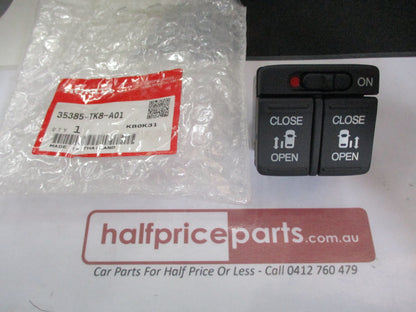 35385-TK8-A01
QTY 1 KB0K31
MADE IN THAILAND
ON
CLOSE CLOSE
OPEN OPEN
halfpriceparts.com.au
Car Parts For Half Price Or Less - Call 0412 760 479